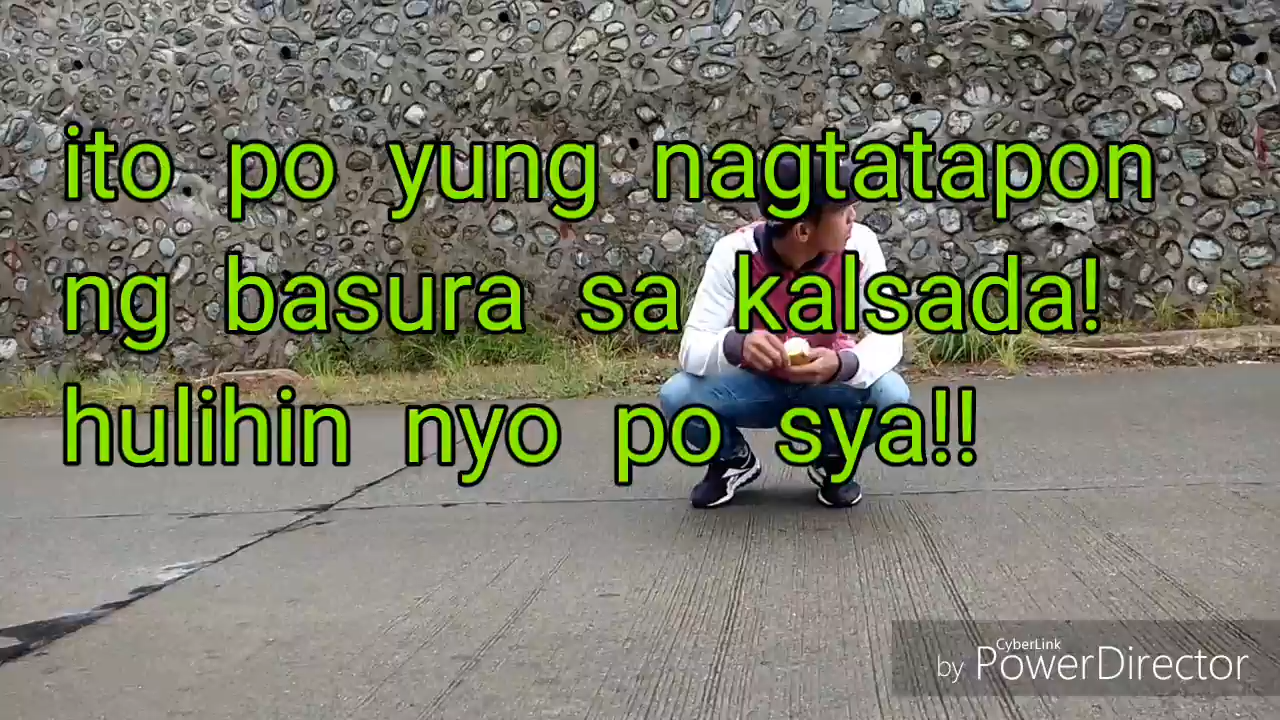 ito po yung nagtatapon
ng basura sa kalsada!
hulihin nyo po sya!!
CyberLink
by PowerDirector